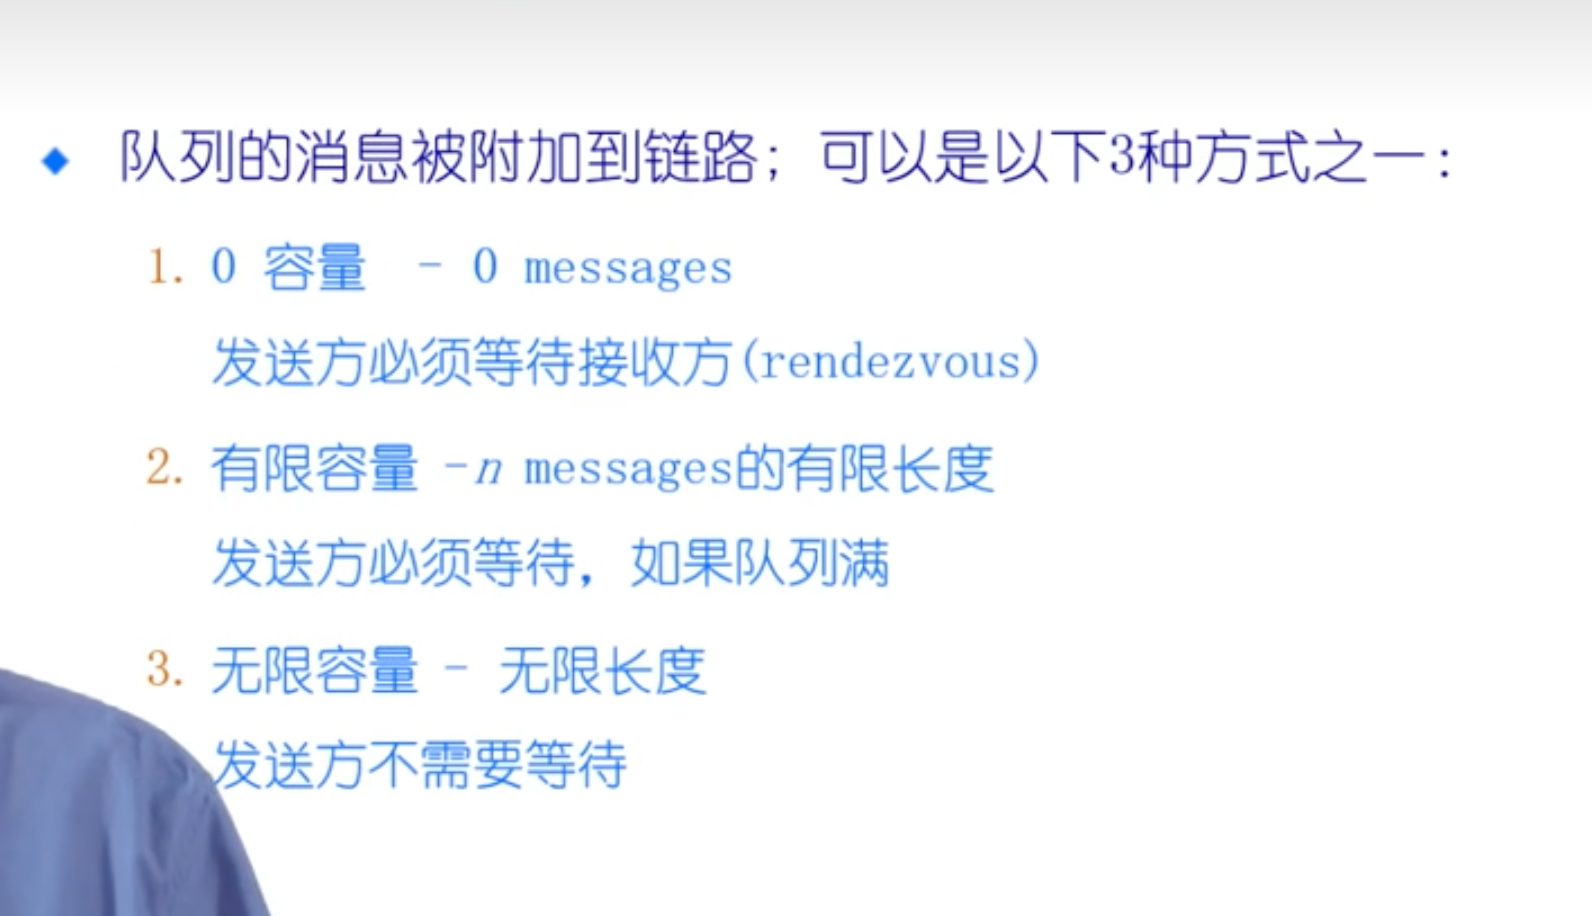 队列的消息被附加到链路；可以是以下3种方式之一：
1. 0 容量 - 0 messages
发送方必须等待接收方(rendezvous)
2. 有限容量 -n messages的有限长度
发送方必须等待，如果队列满
3. 无限容量 - 无限长度
发送方不需要等待